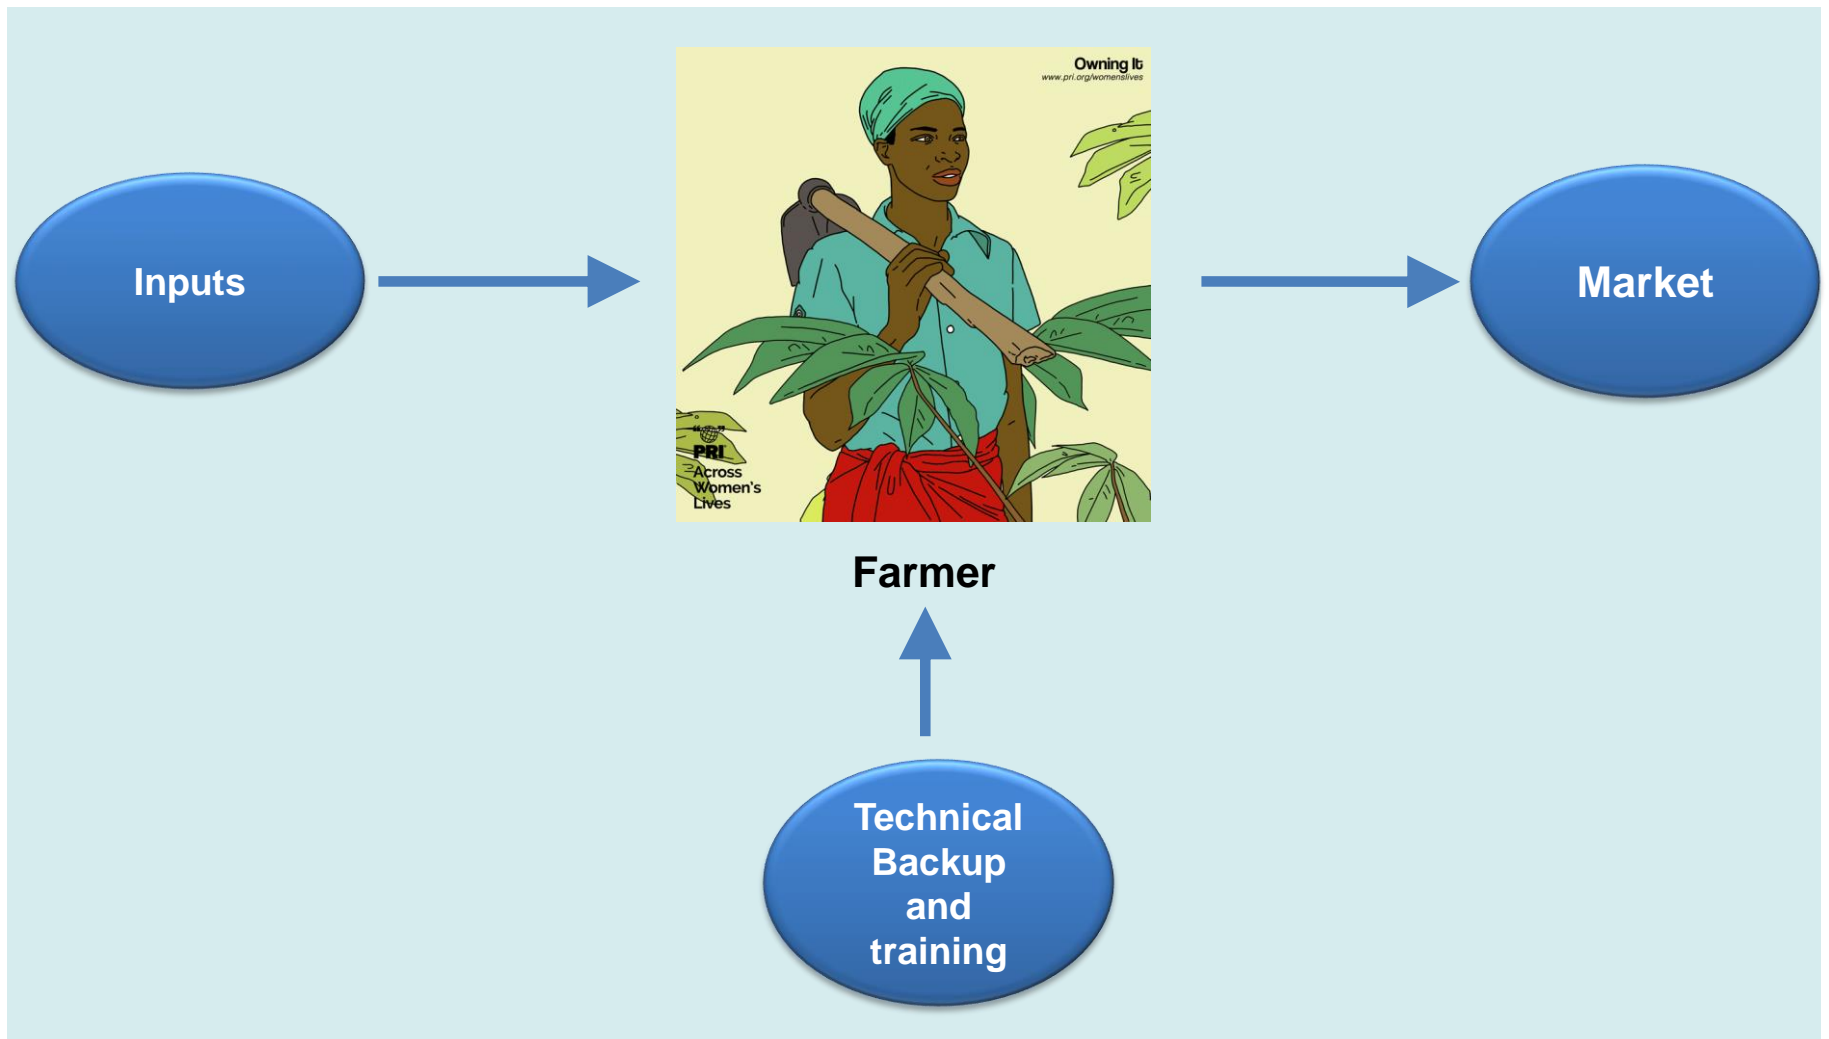 Owning It
www.pri.org/womenslives
Inputs
Market
PRI
Across
Women's
Lives
Farmer
Technical
Backup
and
training